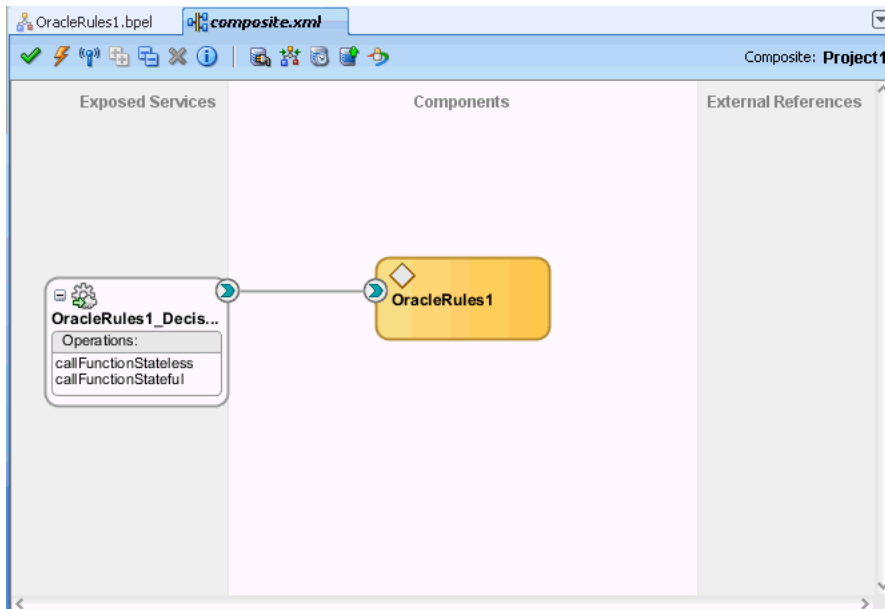 OracleRules1.bpel composite.xml
Composite: Project1
Exposed Services Components External References
OracleRules1_Decis...
Operations:
callFunctionStateless
callFunctionStateful
OracleRules1